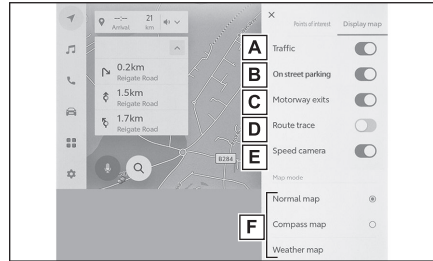 -:-- 21
Arrival km
0.2km
Reigate Road
1.5km
Reigate Road
1.7km
Reigate Road
B284
Points of interest Display map
A Traffic
B On street parking
C Motorway exits
D Route trace
E Speed camera
Map mode
Normal map
F Compass map
Weather map